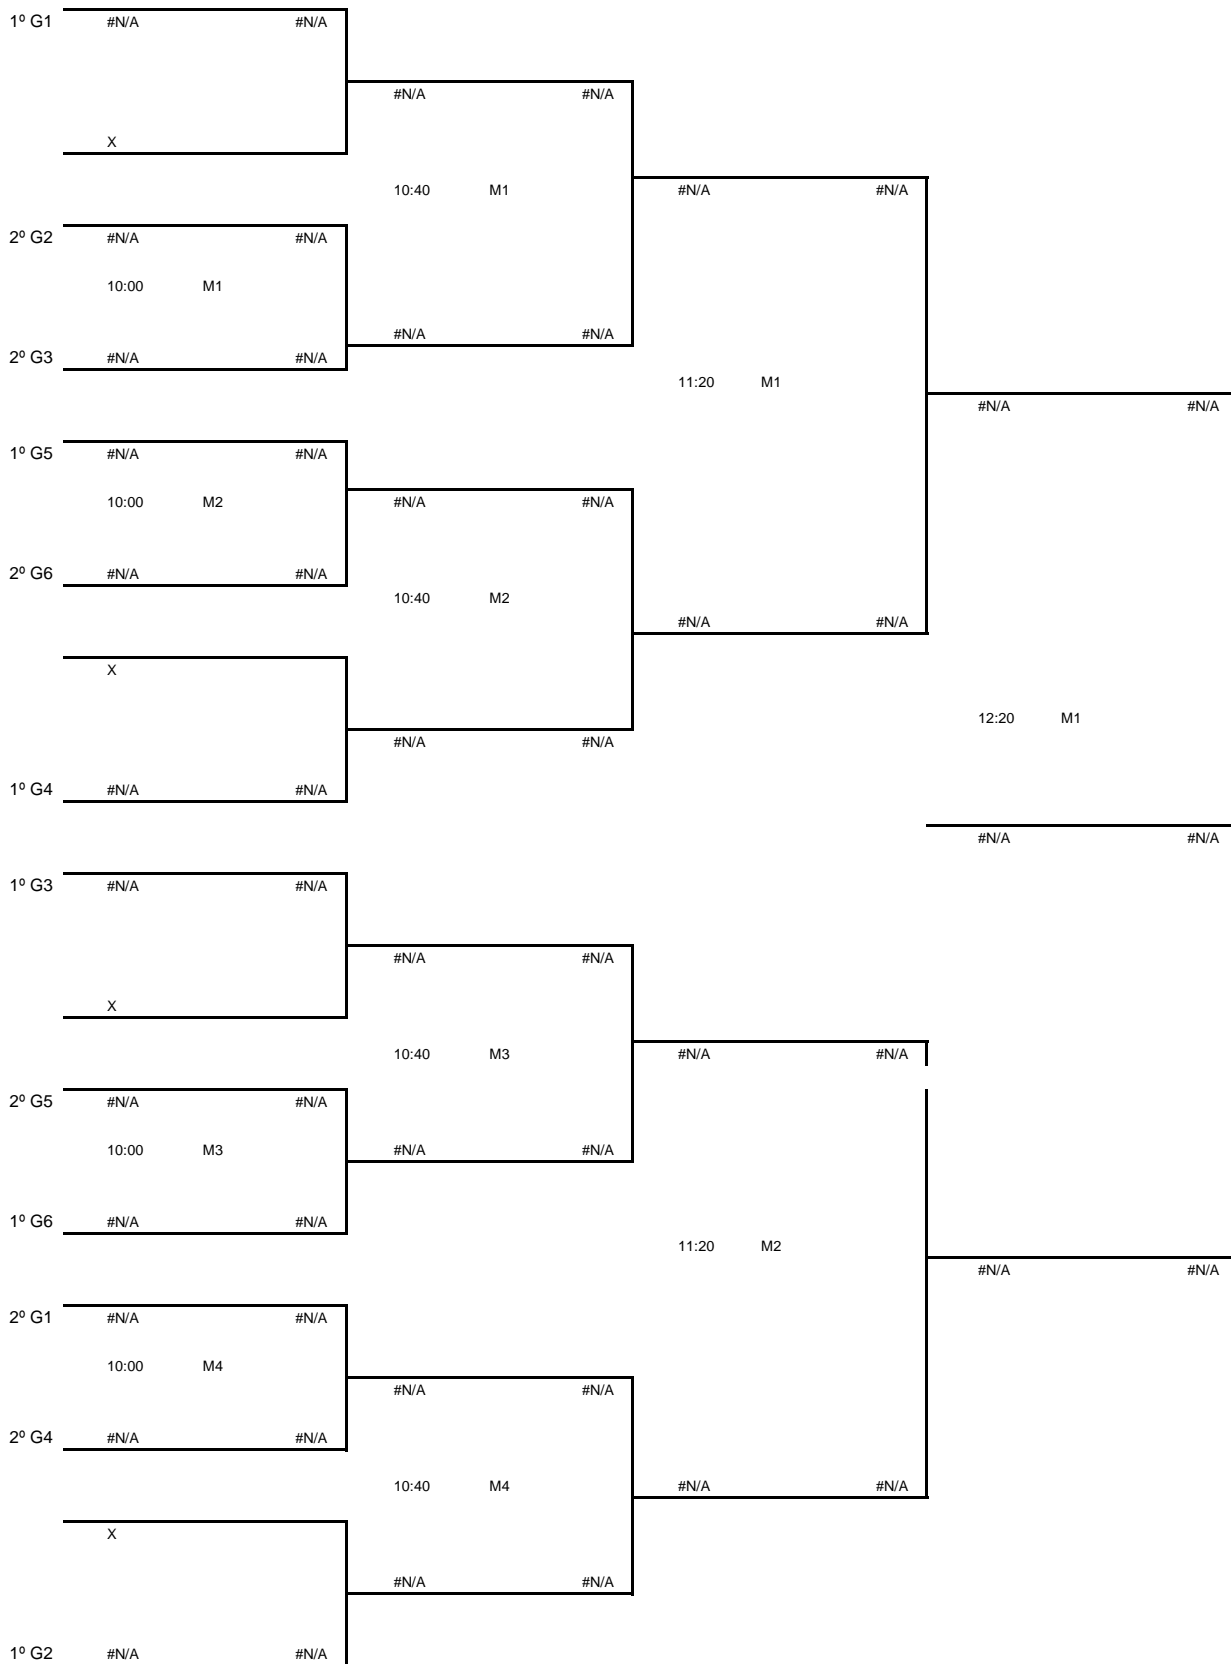 1º G1 #N/A #N/A
#N/A #N/A
X
10:40 M1 #N/A #N/A
2º G2 #N/A #N/A
10:00 M1
#N/A #N/A
2º G3 #N/A #N/A
11:20 M1
#N/A #N/A
1º G5 #N/A #N/A
10:00 M2 #N/A #N/A
2º G6 #N/A #N/A
10:40 M2
#N/A #N/A
X
12:20 M1
#N/A #N/A
1º G4 #N/A #N/A
#N/A #N/A
1º G3 #N/A #N/A
#N/A #N/A
X
10:40 M3 #N/A #N/A
2º G5 #N/A #N/A
10:00 M3 #N/A #N/A
1º G6 #N/A #N/A
11:20 M2
#N/A #N/A
2º G1 #N/A #N/A
10:00 M4
#N/A #N/A
2º G4 #N/A #N/A
10:40 M4 #N/A #N/A
X
#N/A #N/A
1º G2 #N/A #N/A